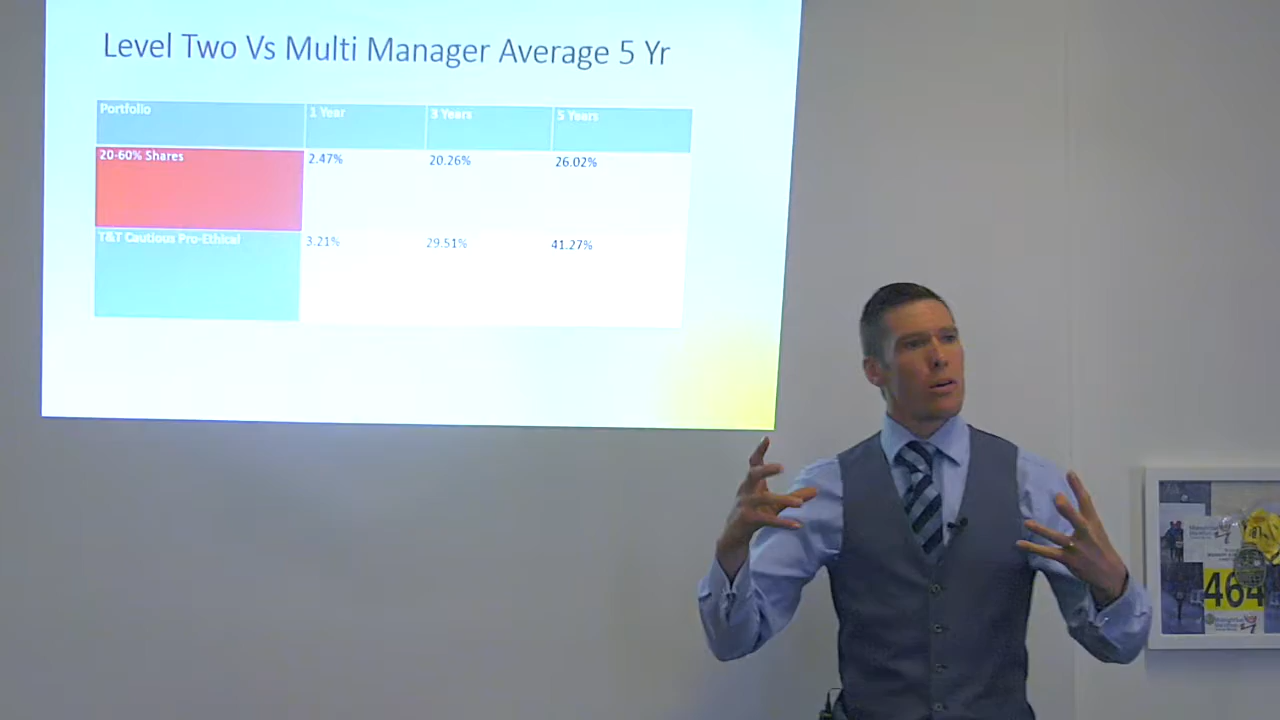 Level Two Vs Multi Manager Average 5 Yr
Portfolio 1 Year 3 Years 5 Years
20-60% Shares 2.47% 20.26% 26.02%
T&T Cautious Pro-Ethical 3.21% 29.51% 41.27%
464